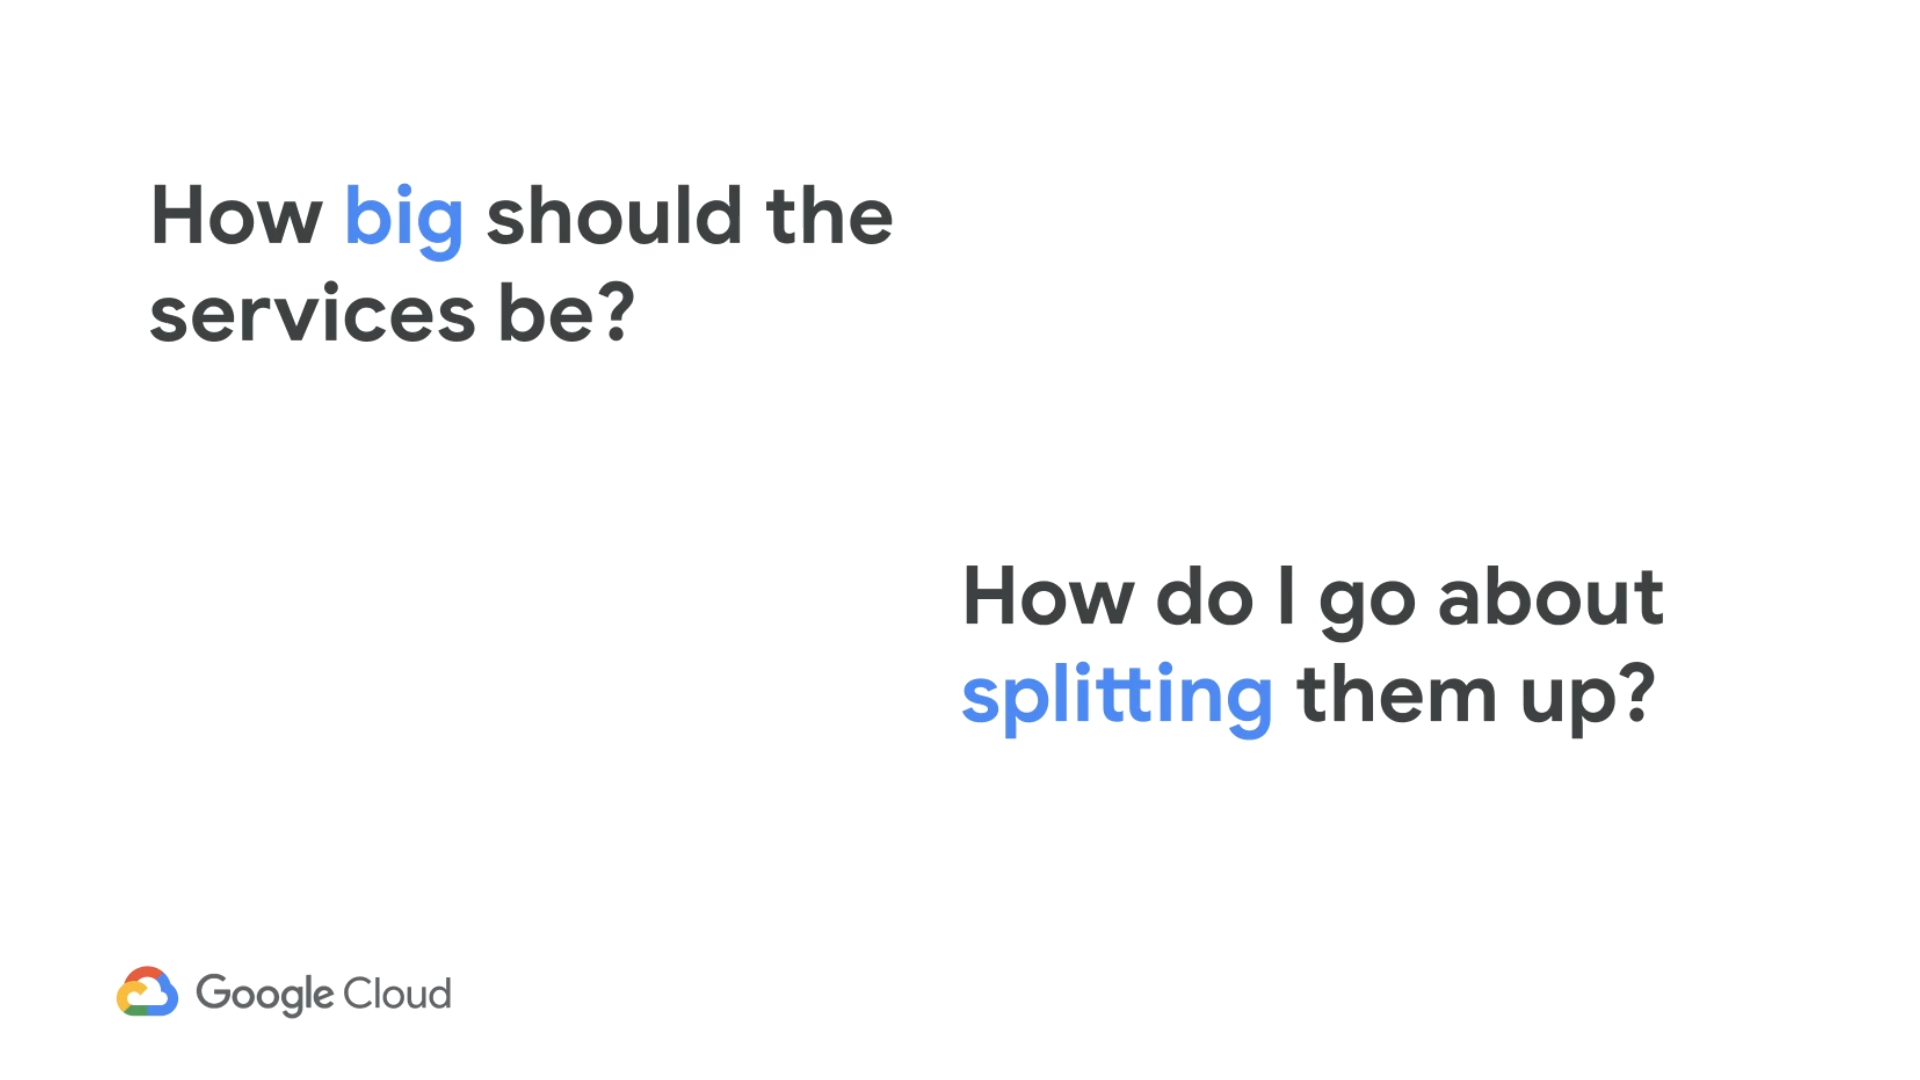 How big should the
services be?
How do I go about
splitting them up?
Google Cloud